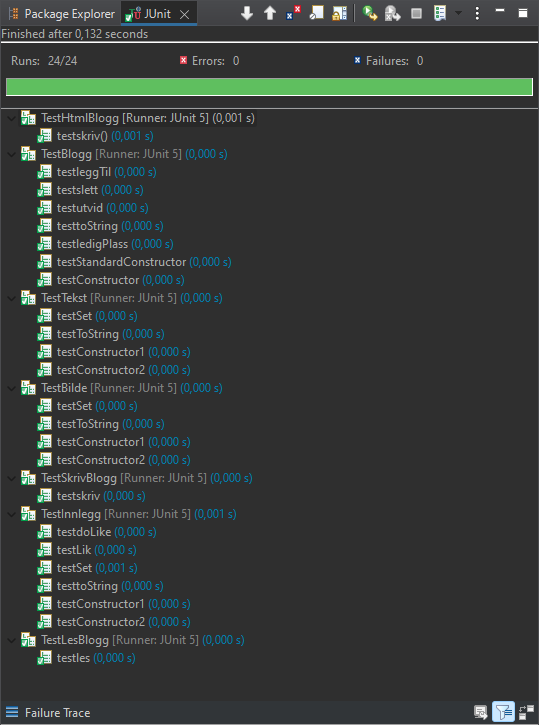 Package Explorer JUnit
Finished after 0,132 seconds
Runs: 24/24 Errors: 0 Failures: 0
TestHtmlBlogg [Runner: JUnit 5] (0,001 s)
testskriv() (0,001 s)
TestBlogg [Runner: JUnit 5] (0,000 s)
testleggTil (0,000 s)
testslett (0,000 s)
testutvid (0,000 s)
testtoString (0,000 s)
testledigPlass (0,000 s)
testStandardConstructor (0,000 s)
testConstructor (0,000 s)
TestTekst [Runner: JUnit 5] (0,000 s)
testSet (0,000 s)
testToString (0,000 s)
testConstructor1 (0,000 s)
testConstructor2 (0,000 s)
TestBilde [Runner: JUnit 5] (0,000 s)
testSet (0,000 s)
testToString (0,000 s)
testConstructor1 (0,000 s)
testConstructor2 (0,000 s)
TestSkrivBlogg [Runner: JUnit 5] (0,000 s)
testskriv (0,000 s)
TestInnlegg [Runner: JUnit 5] (0,001 s)
testdoLike (0,000 s)
testLik (0,000 s)
testSet (0,001 s)
testtoString (0,000 s)
testConstructor1 (0,000 s)
testConstructor2 (0,000 s)
TestLesBlogg [Runner: JUnit 5] (0,000 s)
testles (0,000 s)
Failure Trace